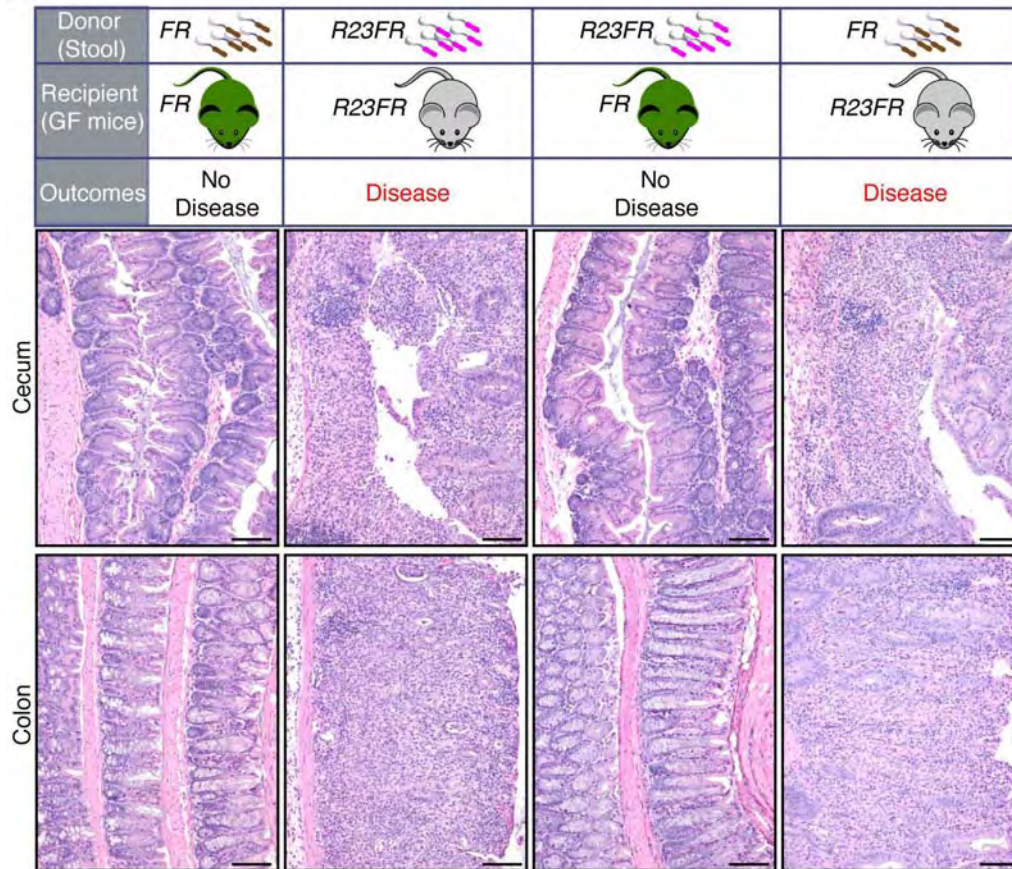 Donor (Stool) FR R23FR R23FR FR
Recipient (GF mice) FR R23FR FR R23FR
Outcomes No Disease Disease No Disease Disease
Cecum
Colon